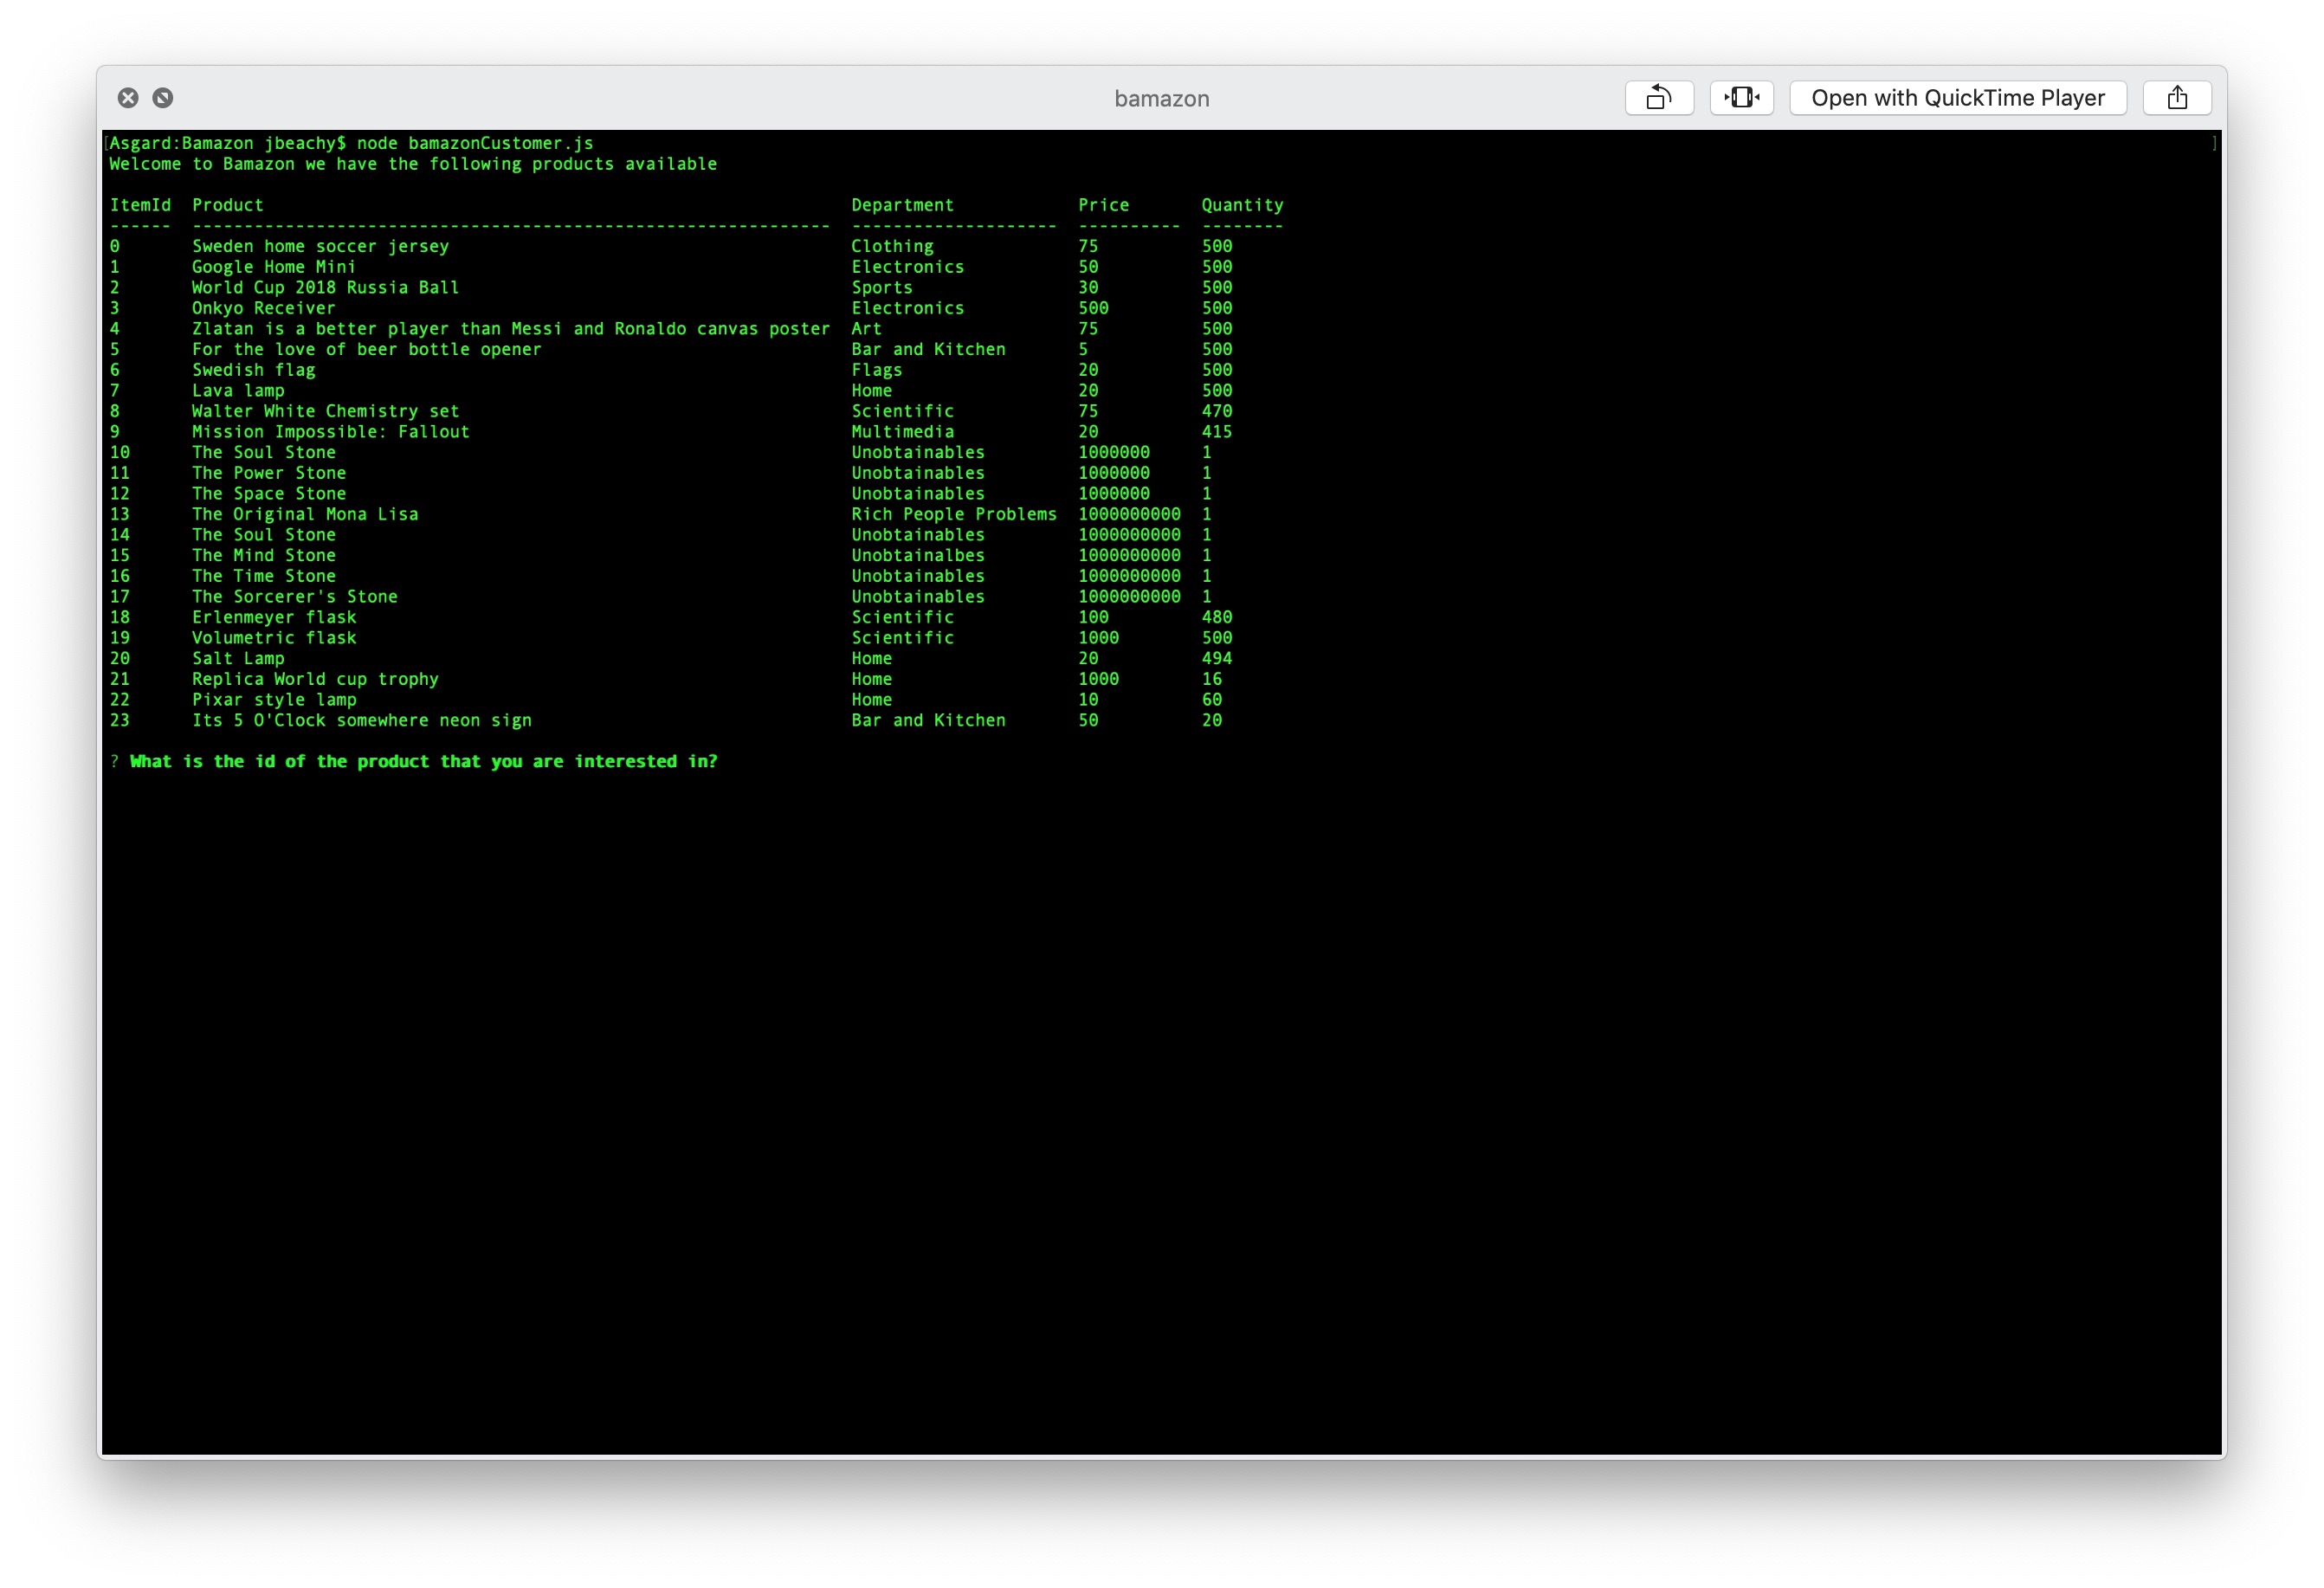 bamazon
Open with QuickTime Player
[Asgard:Bamazon jbeachy$ node bamazonCustomer.js ]
Welcome to Bamazon we have the following products available
ItemId  Product                                                         Department            Price       Quantity
------  --------------------------------------------------------------  --------------------  ----------  --------
0       Sweden home soccer jersey                                       Clothing              75          500
1       Google Home Mini                                                Electronics           50          500
2       World Cup 2018 Russia Ball                                      Sports                30          500
3       Onkyo Receiver                                                  Electronics           500         500
4       Zlatan is a better player than Messi and Ronaldo canvas poster  Art                   75          500
5       For the love of beer bottle opener                              Bar and Kitchen       5           500
6       Swedish flag                                                    Flags                 20          500
7       Lava lamp                                                       Home                  20          500
8       Walter White Chemistry set                                      Scientific            75          470
9       Mission Impossible: Fallout                                     Multimedia            20          415
10      The Soul Stone                                                  Unobtainables         1000000     1
11      The Power Stone                                                 Unobtainables         1000000     1
12      The Space Stone                                                 Unobtainables         1000000     1
13      The Original Mona Lisa                                          Rich People Problems  1000000000  1
14      The Soul Stone                                                  Unobtainables         1000000000  1
15      The Mind Stone                                                  Unobtainalbes         1000000000  1
16      The Time Stone                                                  Unobtainables         1000000000  1
17      The Sorcerer's Stone                                            Unobtainables         1000000000  1
18      Erlenmeyer flask                                                Scientific            100         480
19      Volumetric flask                                                Scientific            1000        500
20      Salt Lamp                                                       Home                  20          494
21      Replica World cup trophy                                        Home                  1000        16
22      Pixar style lamp                                                Home                  10          60
23      Its 5 O'Clock somewhere neon sign                               Bar and Kitchen       50          20
? What is the id of the product that you are interested in?